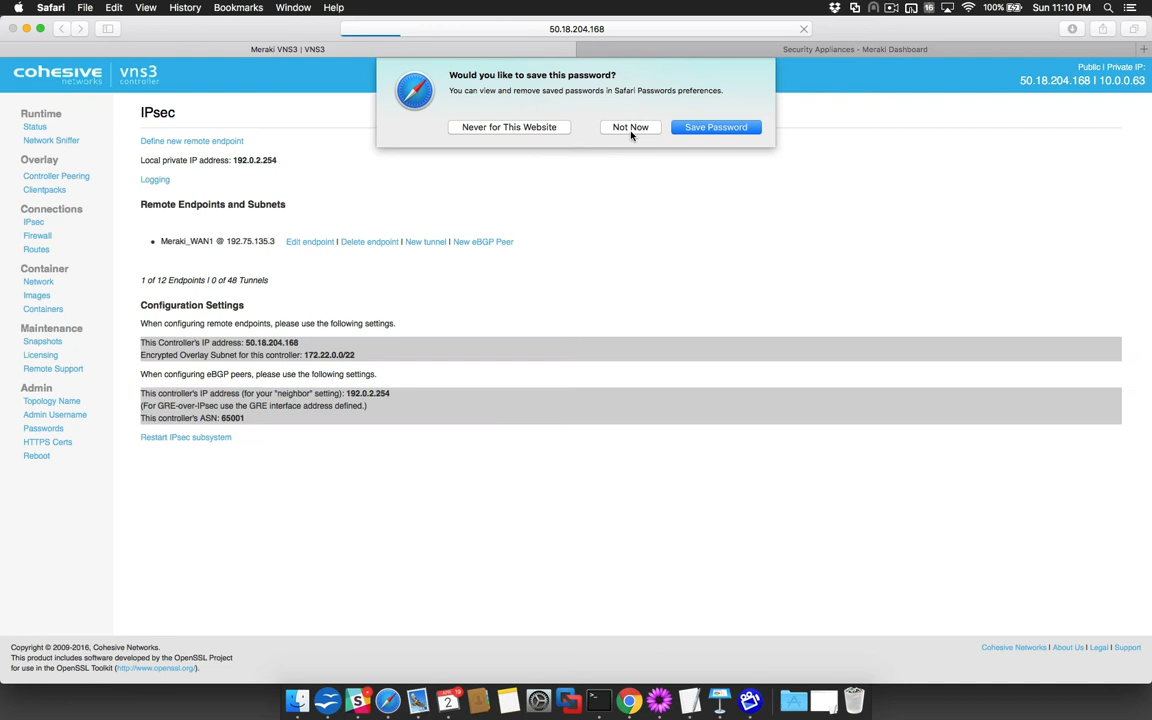 Safari File Edit View History Bookmarks Window Help 16 100% Sun 11:10 PM
50.18.204.168
Meraki VNS3 | VNS3 Security Appliances - Meraki Dashboard
cohesive networks vns3 controller
Public | Private IP:
50.18.204.168 | 10.0.0.63
Would you like to save this password?
You can view and remove saved passwords in Safari Passwords preferences.
Never for This Website Not Now Save Password
Runtime
Status
Network Sniffer
Overlay
Controller Peering
Clientpacks
Connections
IPsec
Firewall
Routes
Container
Network
Images
Containers
Maintenance
Snapshots
Licensing
Remote Support
Admin
Topology Name
Admin Username
Passwords
HTTPS Certs
Reboot
IPsec
Define new remote endpoint
Local private IP address: 192.0.2.254
Logging
Remote Endpoints and Subnets
• Meraki_WAN1 @ 192.75.135.3 Edit endpoint | Delete endpoint | New tunnel | New eBGP Peer
1 of 12 Endpoints / 0 of 48 Tunnels
Configuration Settings
When configuring remote endpoints, please use the following settings.
This Controller's IP address: 50.18.204.168
Encrypted Overlay Subnet for this controller: 172.22.0.0/22
When configuring eBGP peers, please use the following settings.
This controller's IP address (for your "neighbor" setting): 192.0.2.254
(For GRE-over-IPsec use the GRE interface address defined.)
This controller's ASN: 65001
Restart IPsec subsystem
Copyright © 2009-2016, Cohesive Networks.
This product includes software developed by the OpenSSL Project
for use in the OpenSSL Toolkit (http://www.openssl.org/).
Cohesive Networks | About Us | Legal | Support
2